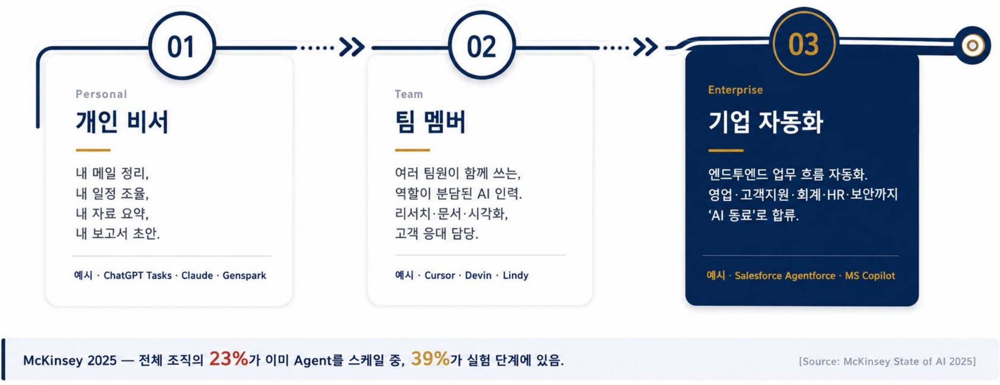 01
Personal
개인 비서
내 메일 정리,
내 일정 조율,
내 자료 요약,
내 보고서 초안.
예시 · ChatGPT Tasks · Claude · Genspark
02
Team
팀 멤버
여러 팀원이 함께 쓰는,
역할이 분담된 AI 인력.
리서치·문서·시각화,
고객 응대 담당.
예시 · Cursor · Devin · Lindy
03
Enterprise
기업 자동화
엔드투엔드 업무 흐름 자동화.
영업·고객지원·회계·HR·보안까지
‘AI 동료’로 합류.
예시 · Salesforce Agentforce · MS Copilot
McKinsey 2025 — 전체 조직의 23%가 이미 Agent를 스케일 중, 39%가 실험 단계에 있음.
[Source: McKinsey State of AI 2025]